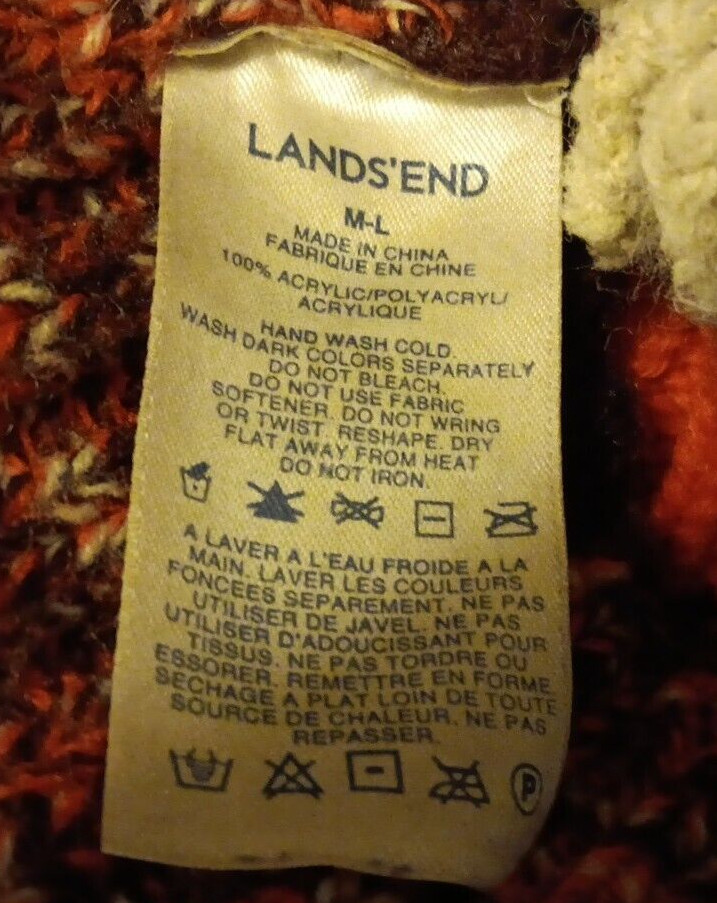 LANDS'END
M-L
MADE IN CHINA
FABRIQUE EN CHINE
100% ACRYLIC/POLYACRYL/
ACRYLIQUE
HAND WASH COLD.
WASH DARK COLORS SEPARATELY
DO NOT BLEACH.
DO NOT USE FABRIC
SOFTENER. DO NOT WRING
OR TWIST. RESHAPE. DRY
FLAT AWAY FROM HEAT
DO NOT IRON.
A LAVER A L'EAU FROIDE A LA
MAIN. LAVER LES COULEURS
FONCEES SEPAREMENT. NE PAS
UTILISER DE JAVEL. NE PAS
UTILISER D'ADOUCISSANT POUR
TISSUS. NE PAS TORDRE OU
ESSORER. REMETTRE EN FORME
SECHAGE A PLAT LOIN DE TOUTE
SOURCE DE CHALEUR. NE PAS
REPASSER.
P